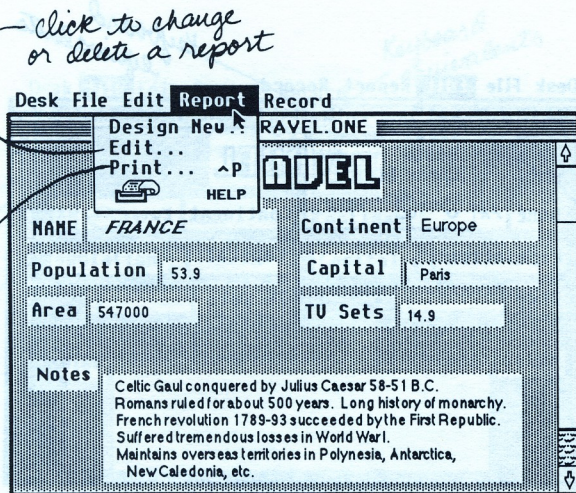 – click to change
or delete a report
Desk File Edit Report Record
Design New... RAVEL.ONE
Edit...
Print... ^P
HELP
AVEL
NAME FRANCE Continent Europe
Population 53.9 Capital Paris
Area 547000 TV Sets 14.9
Notes
Celtic Gaul conquered by Julius Caesar 58-51 B.C.
Romans ruled for about 500 years. Long history of monarchy.
French revolution 1789-93 succeeded by the First Republic.
Suffered tremendous losses in World War I.
Maintains overseas territories in Polynesia, Antarctica,
New Caledonia, etc.